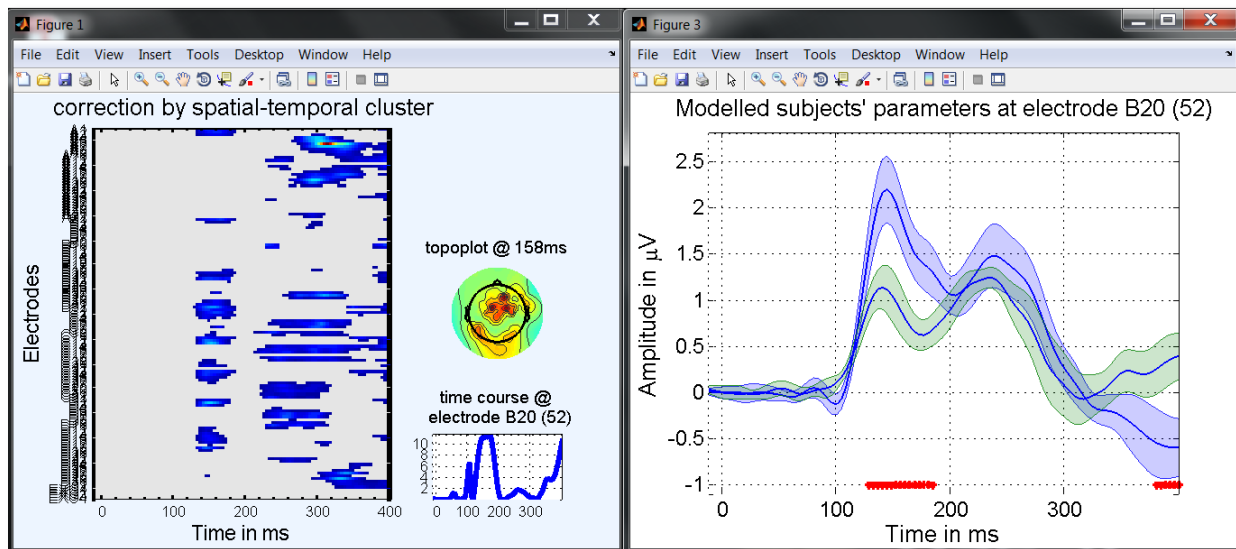 Figure 1
File Edit View Insert Tools Desktop Window Help
correction by spatial-temporal cluster
Electrodes
0 100 200 300 400
Time in ms
topoplot @ 158ms
time course @
electrode B20 (52)
10
8
6
4
2
0 100 200 300
Figure 3
File Edit View Insert Tools Desktop Window Help
Modelled subjects' parameters at electrode B20 (52)
Amplitude in μV
2.5
2
1.5
1
0.5
0
-0.5
-1
0 100 200 300
Time in ms